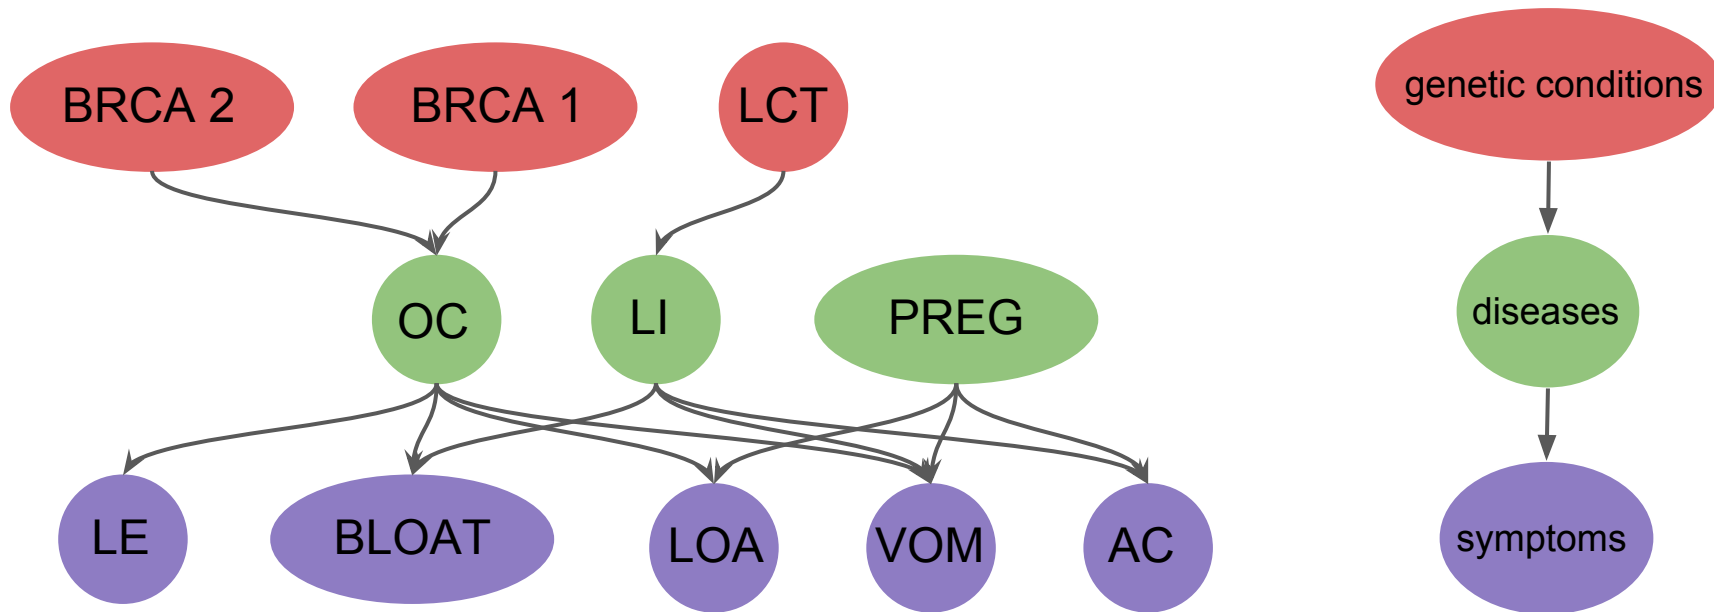 BRCA 2
BRCA 1
LCT
genetic conditions
OC
LI
PREG
diseases
LE
BLOAT
LOA
VOM
AC
symptoms